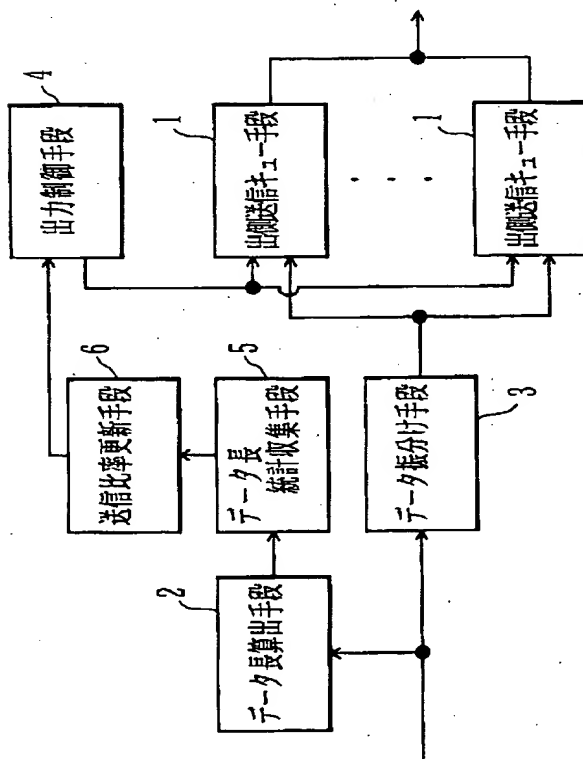 4
出力制御手段
1
出側送信キュー手段
1
出側送信キュー手段
6
送信比率更新手段
5
データ長
統計収集手段
3
データ振分け手段
2
データ長算出手段